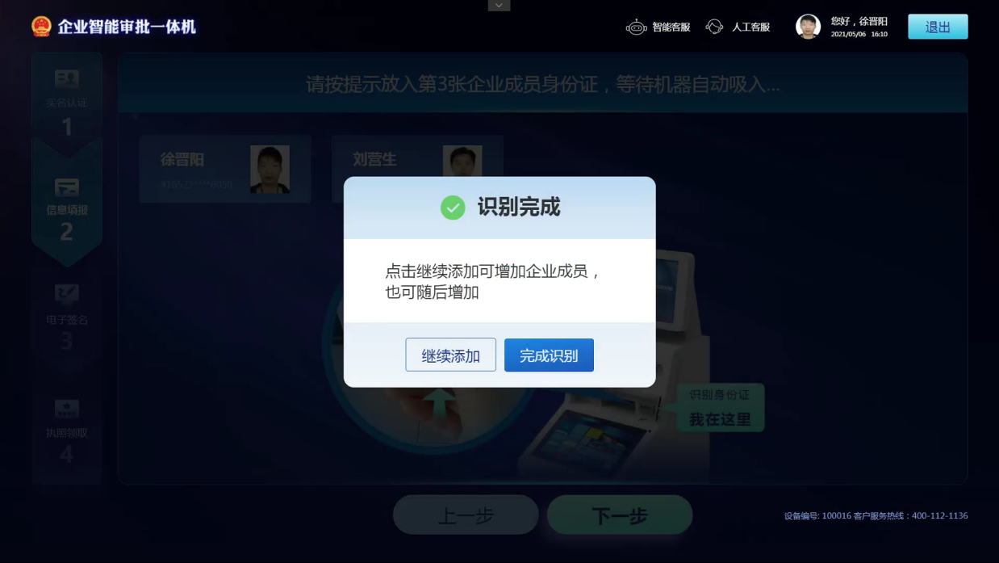 企业智能审批一体机
智能客服
人工客服
您好，徐晋阳
2021/05/06 16:10
退出
请按提示放入第3张企业成员身份证，等待机器自动吸入...
实名认证
1
信息填报
2
电子签名
3
执照领取
4
徐晋阳
刘营生
识别完成
点击继续添加可增加企业成员，
也可随后增加
继续添加
完成识别
识别身份证
我在这里
上一步
下一步
设备编号: 100016 客户服务热线：400-112-1136